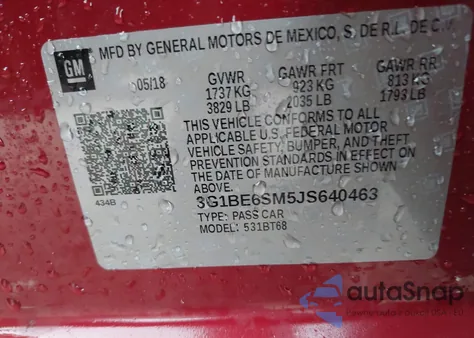 GM
MFD BY GENERAL MOTORS DE MEXICO, S, DE R.L. DE C.V.
05/18 GVWR GAWR FRT GAWR RR
1737 KG 923 KG 813 KG
3829 LB 2035 LB 1793 LB
THIS VEHICLE CONFORMS TO ALL
APPLICABLE U.S. FEDERAL MOTOR
VEHICLE SAFETY, BUMPER, AND THEFT
PREVENTION STANDARDS IN EFFECT ON
THE DATE OF MANUFACTURE SHOWN
ABOVE.
434B
3G1BE6SM5JS640463
TYPE: PASS CAR
MODEL: 531BT68
autoSnap